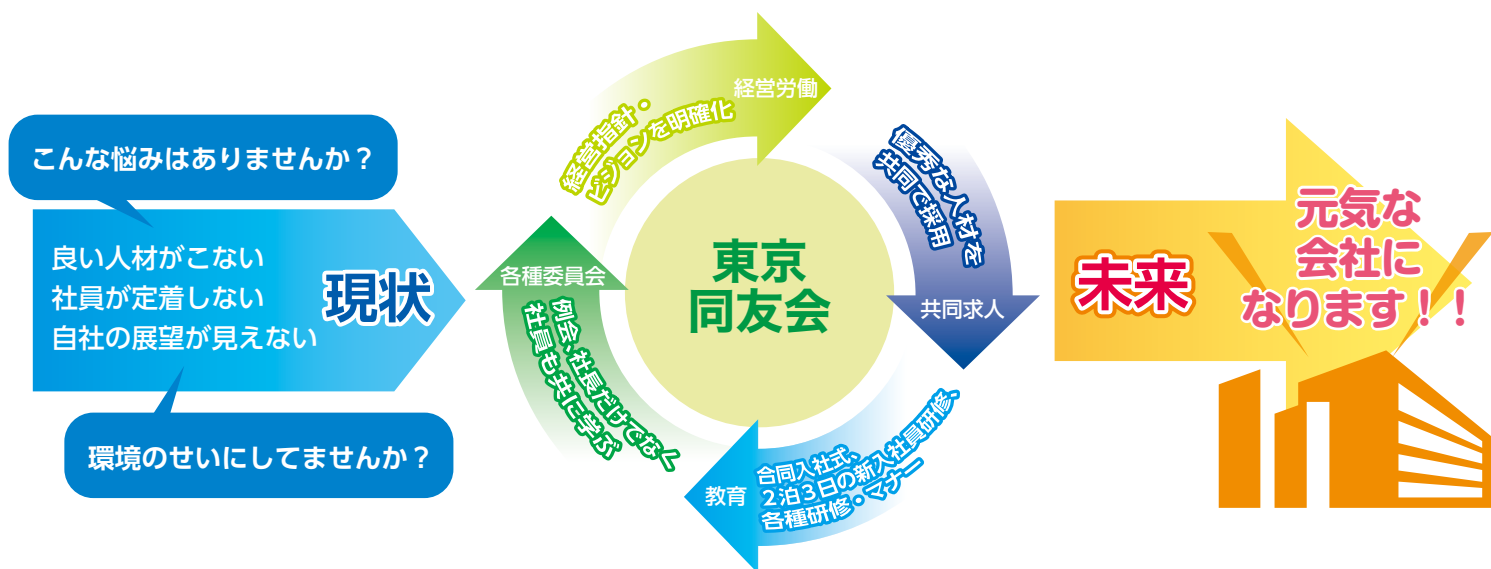 こんな悩みはありませんか？
良い人材がこない
社員が定着しない
自社の展望が見えない
現状
環境のせいにしてませんか？
経営労働
経営指針・
ビジョンを明確化
優秀な人材を
共同で採用
共同求人
合同入社式、
２泊３日の新入社員研修、
各種研修・マナー
教育
例会、社長だけでなく
社員も共に学ぶ
各種委員会
東京
同友会
未来
元気な
会社に
なります！！